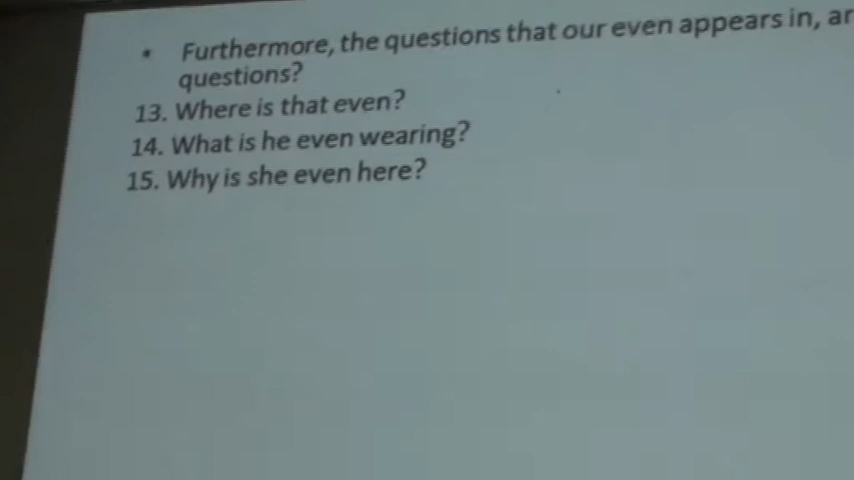 • Furthermore, the questions that our even appears in, ar
questions?
13. Where is that even?
14. What is he even wearing?
15. Why is she even here?